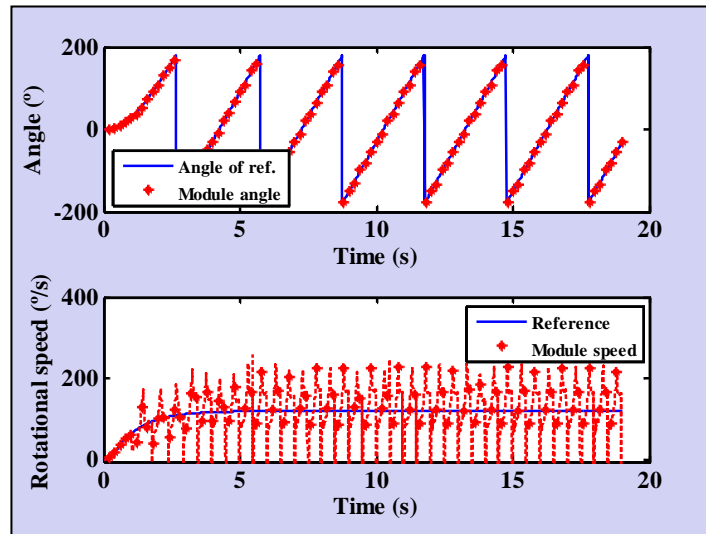 200
0
-200
Angle (º)
Angle of ref.
Module angle
0 5 10 15 20
Time (s)
400
200
0
Rotational speed (º/s)
Reference
Module speed
0 5 10 15 20
Time (s)